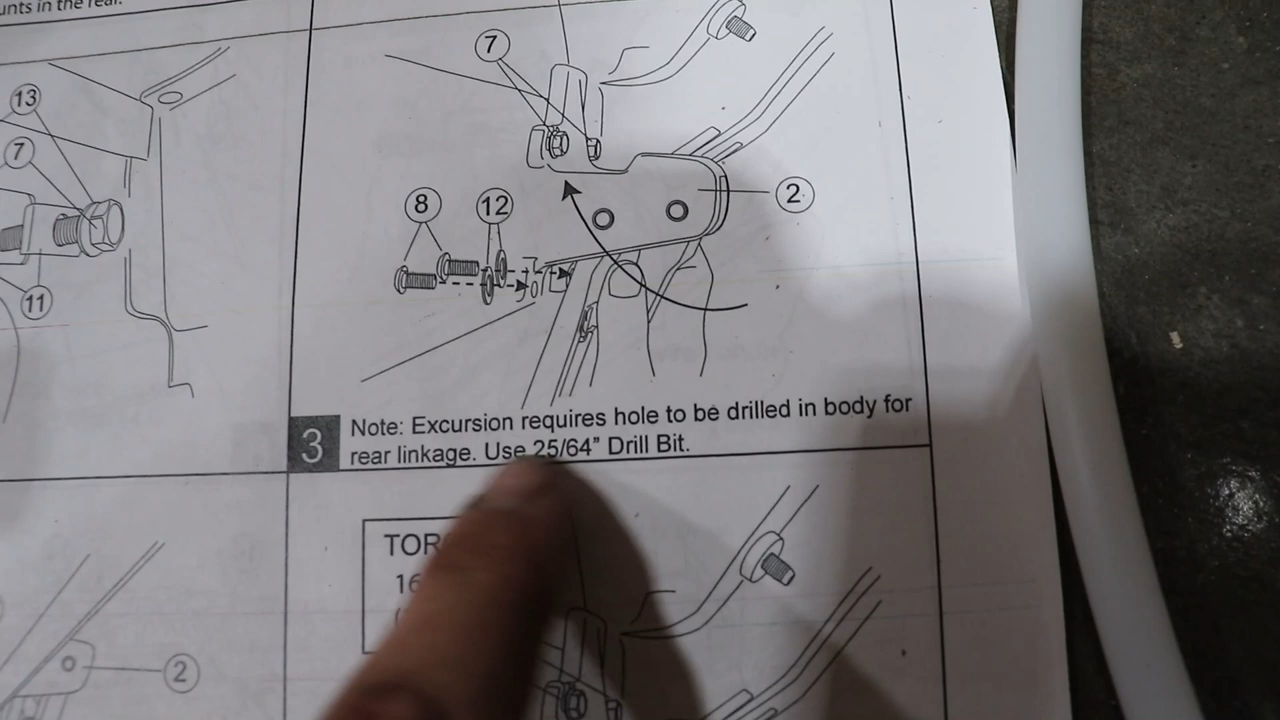 unts in the rear.
7
13
7
2
8
12
11
3
Note: Excursion requires hole to be drilled in body for
rear linkage. Use 25/64” Drill Bit.
TOR
16
2